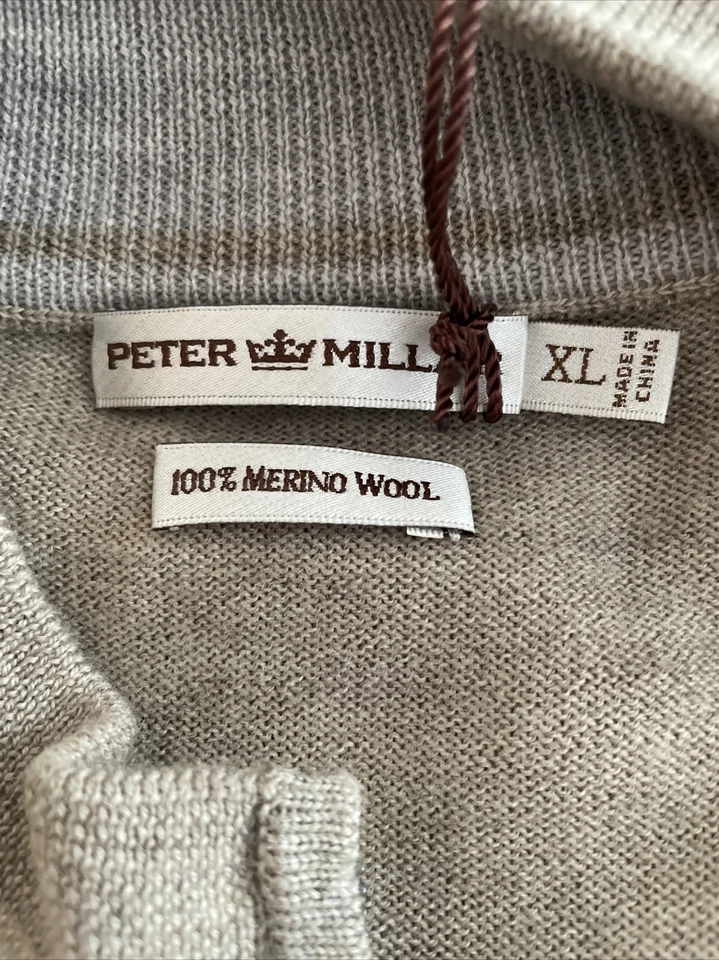 PETER MILL
XL
MADE IN
CHINA
100% MERINO WOOL